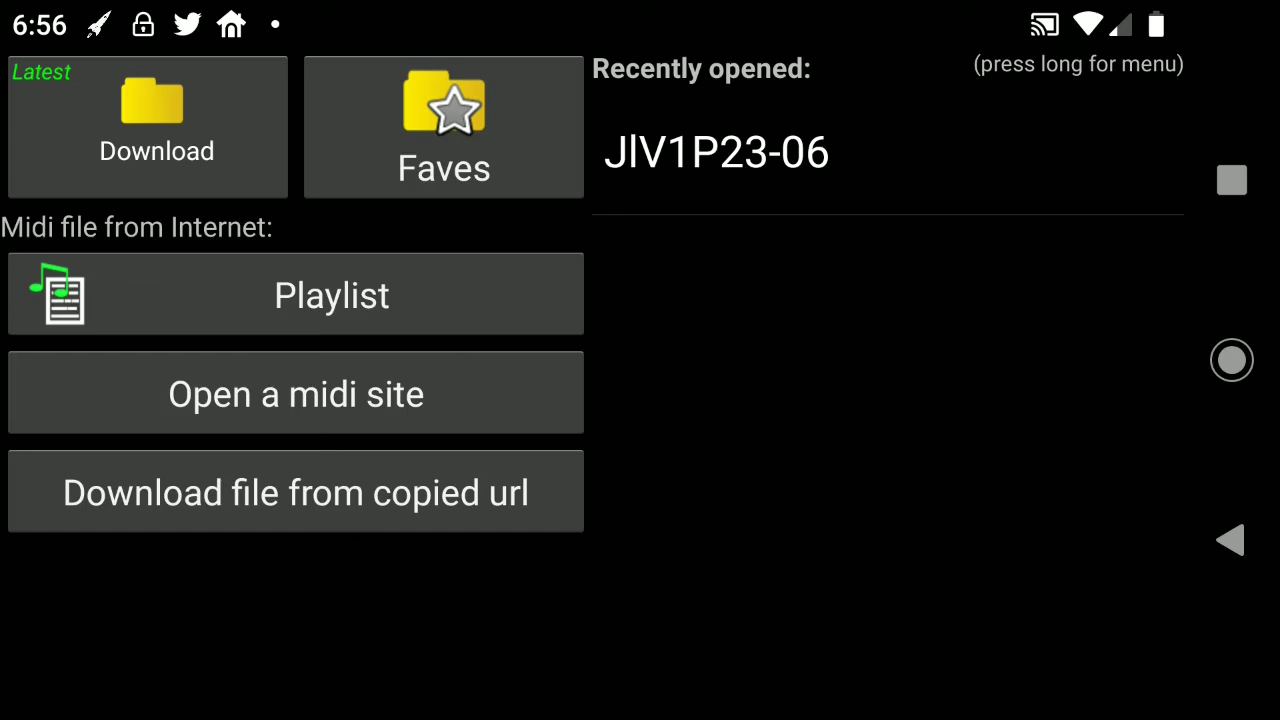 6:56
Latest
Download
Faves
Midi file from Internet:
Playlist
Open a midi site
Download file from copied url
Recently opened:
(press long for menu)
JlV1P23-06